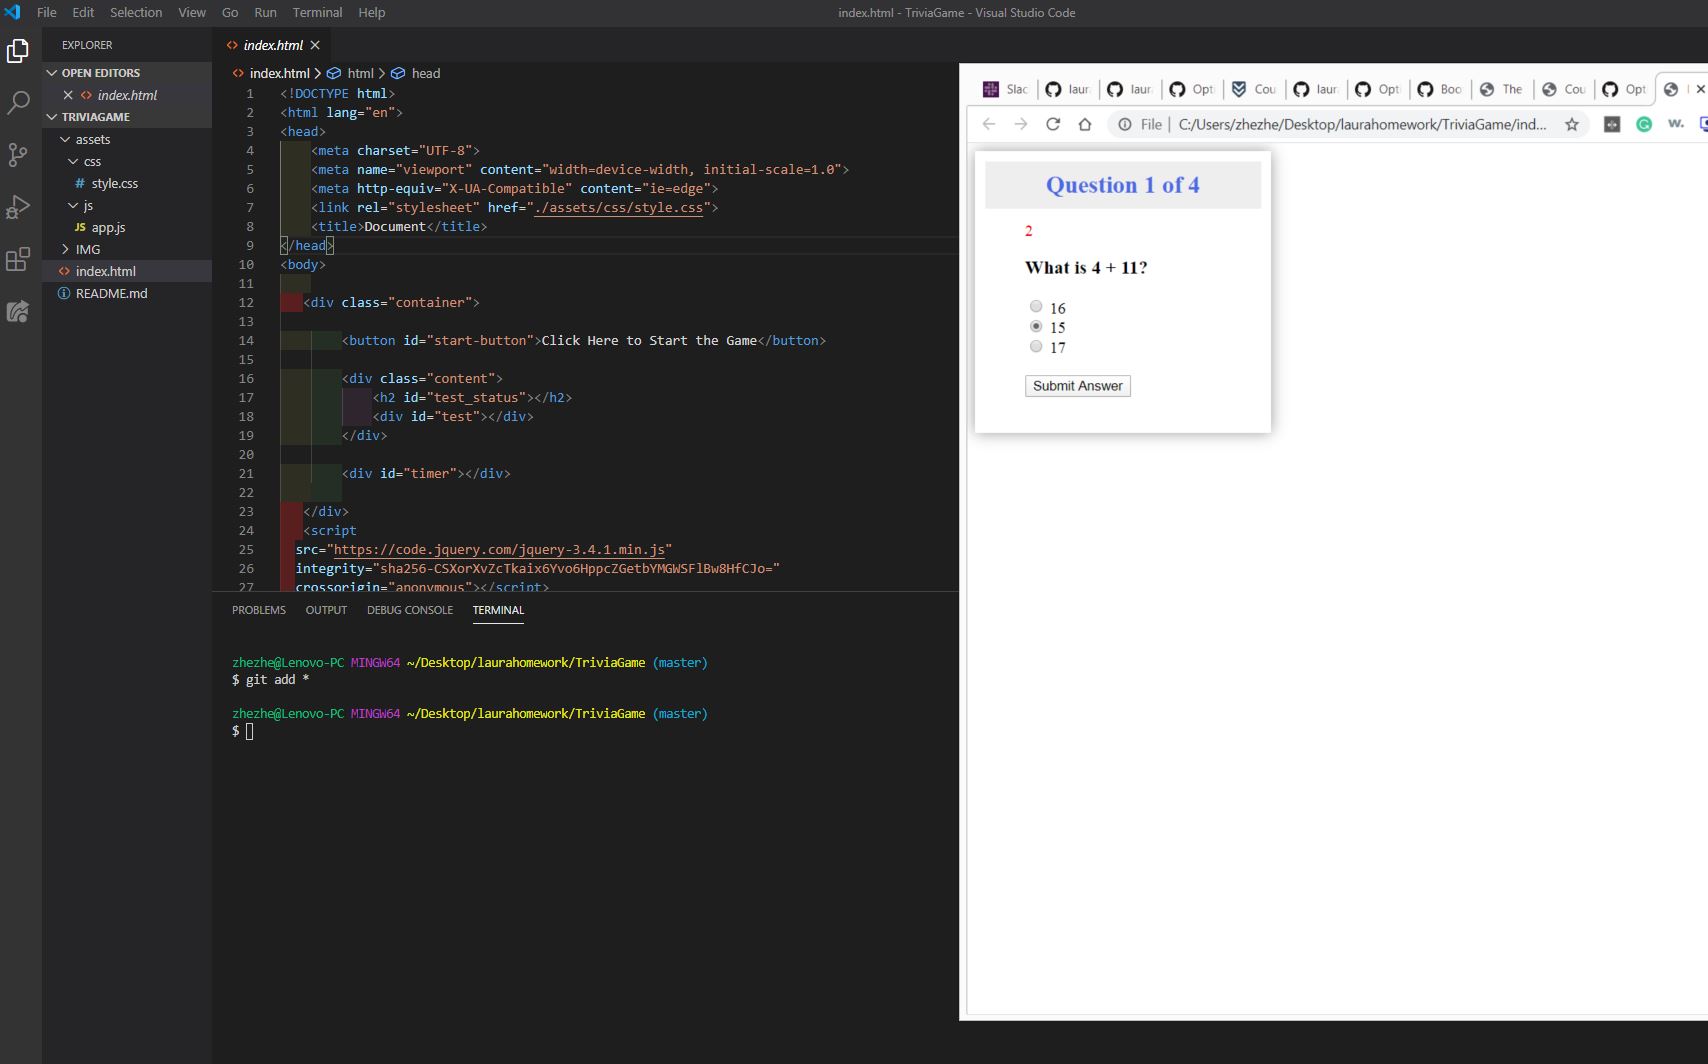 File Edit Selection View Go Run Terminal Help
index.html - TriviaGame - Visual Studio Code
EXPLORER
OPEN EDITORS
index.html
TRIVIAGAME
assets
css
# style.css
js
JS app.js
IMG
index.html
README.md
index.html
index.html > html > head
1 <!DOCTYPE html>
2 <html lang="en">
3 <head>
4 <meta charset="UTF-8">
5 <meta name="viewport" content="width=device-width, initial-scale=1.0">
6 <meta http-equiv="X-UA-Compatible" content="ie=edge">
7 <link rel="stylesheet" href="./assets/css/style.css">
8 <title>Document</title>
9 </head>
10 <body>
11
12 <div class="container">
13
14 <button id="start-button">Click Here to Start the Game</button>
15
16 <div class="content">
17 <h2 id="test_status"></h2>
18 <div id="test"></div>
19 </div>
20
21 <div id="timer"></div>
22
23 </div>
24 <script
25 src="https://code.jquery.com/jquery-3.4.1.min.js"
26 integrity="sha256-CSXorXvZcTkaix6Yvo6HppcZGetbYMGWSFlBw8HfCJo="
27 crossorigin="anonymous"></script>
PROBLEMS OUTPUT DEBUG CONSOLE TERMINAL
zhezhe@Lenovo-PC MINGW64 ~/Desktop/laurahomework/TriviaGame (master)
$ git add *
zhezhe@Lenovo-PC MINGW64 ~/Desktop/laurahomework/TriviaGame (master)
$
Slac laur laur Opti Cou laur Opti Boo The Cou Opt
File | C:/Users/zhezhe/Desktop/laurahomework/TriviaGame/ind... w.
Question 1 of 4
2
What is 4 + 11?
16
15
17
Submit Answer